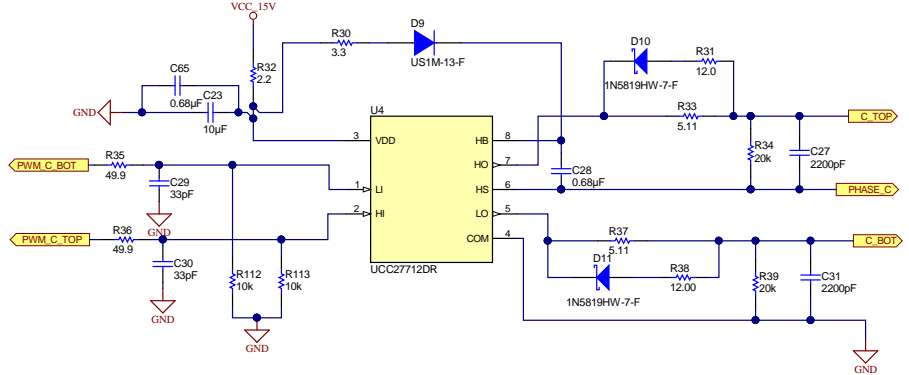 VCC_15V
R30
3.3
D9
US1M-13-F
D10
1N5819HW-7-F
R31
12.0
R32
2.2
C65
0.68µF
C23
10µF
GND
U4
R33
5.11
C_TOP
3
VDD
HB
8
R34
20k
C27
2200pF
HO
7
C28
0.68µF
PWM_C_BOT
R35
49.9
C29
33pF
GND
1
LI
HS
6
PHASE_C
2
HI
LO
5
PWM_C_TOP
R36
49.9
C30
33pF
GND
COM
4
R37
5.11
C_BOT
D11
1N5819HW-7-F
R38
12.00
R39
20k
C31
2200pF
UCC27712DR
R112
10k
R113
10k
GND
GND